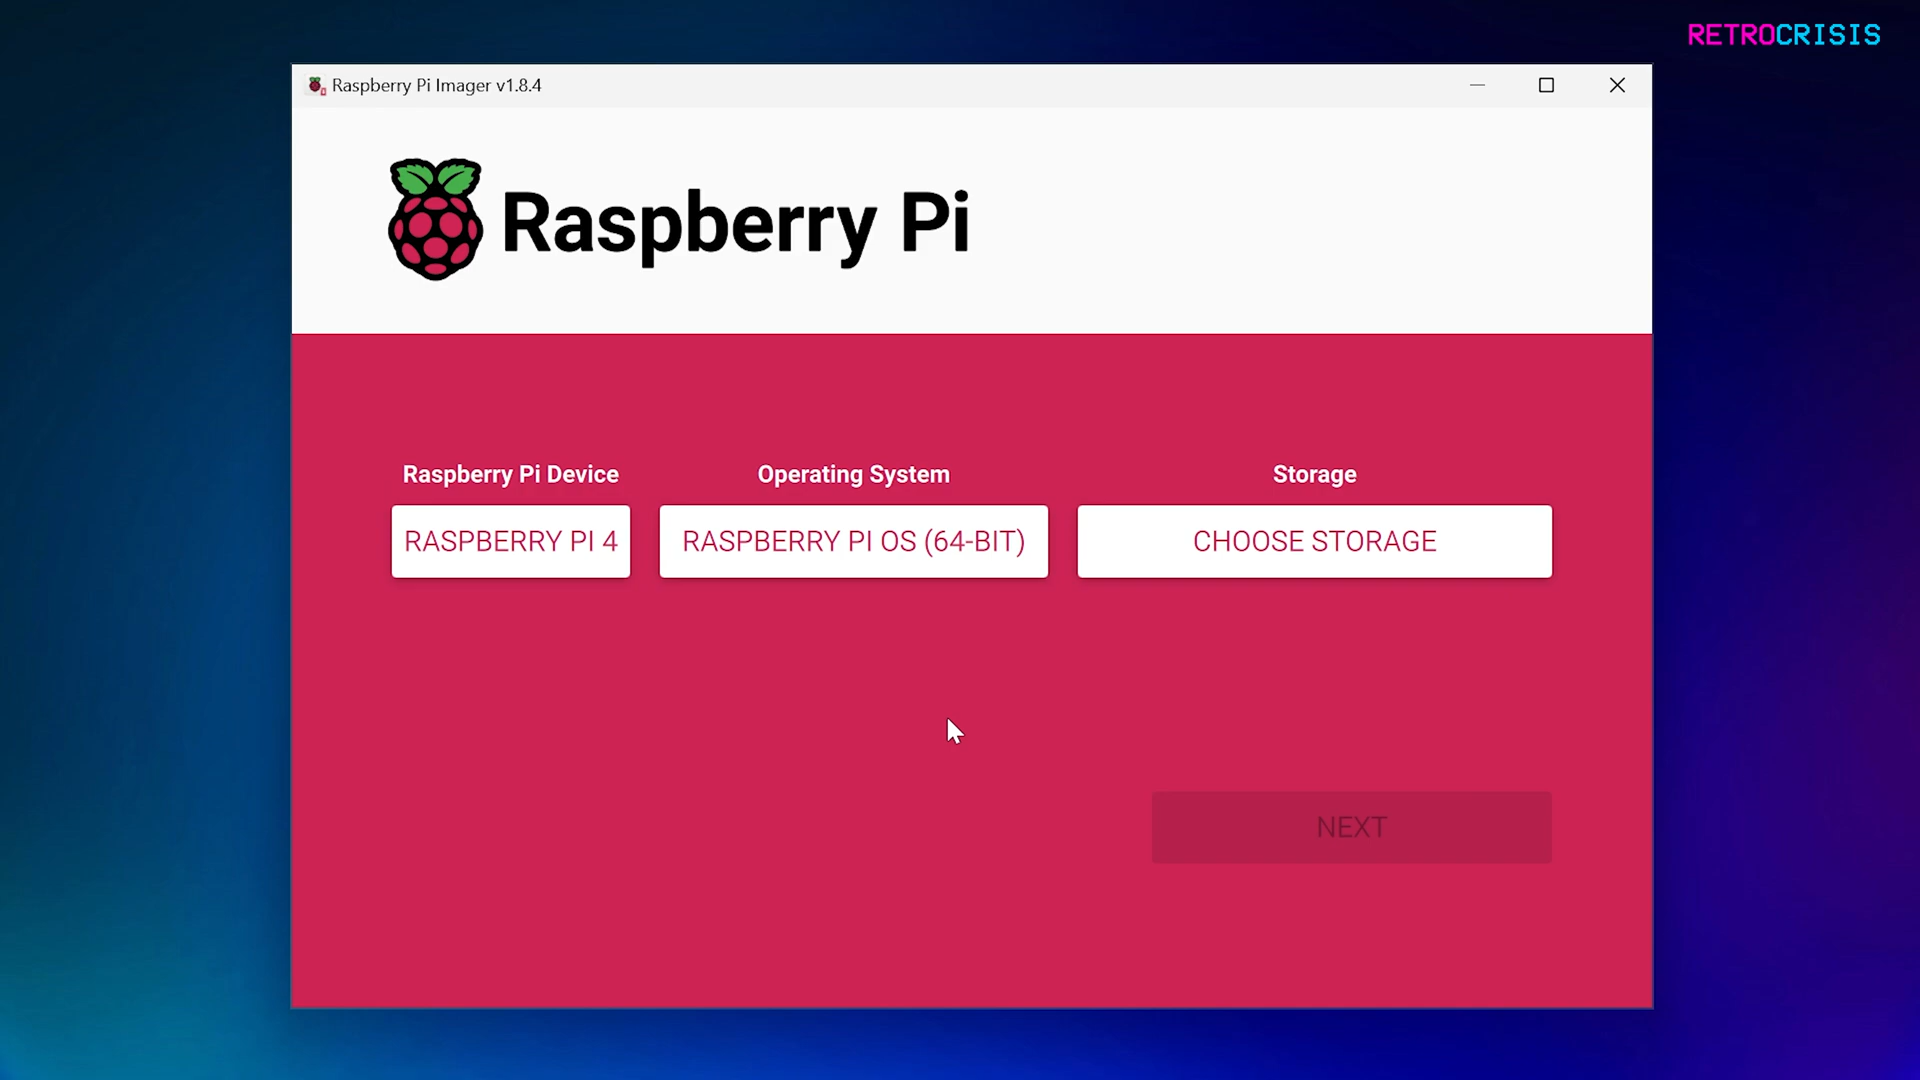 RETROCRISIS
Raspberry Pi Imager v1.8.4
Raspberry Pi
Raspberry Pi Device
Operating System
Storage
RASPBERRY PI 4
RASPBERRY PI OS (64-BIT)
CHOOSE STORAGE
NEXT